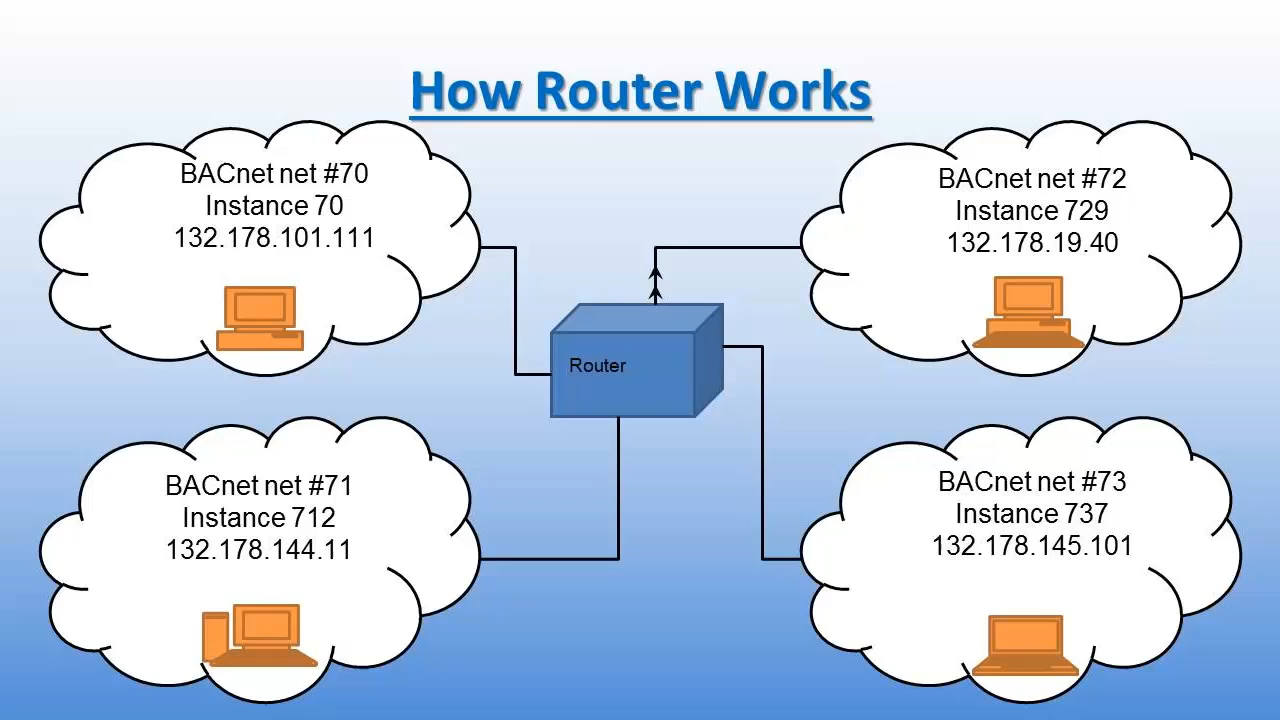 How Router Works
BACnet net #70
Instance 70
132.178.101.111
BACnet net #72
Instance 729
132.178.19.40
Router
BACnet net #71
Instance 712
132.178.144.11
BACnet net #73
Instance 737
132.178.145.101